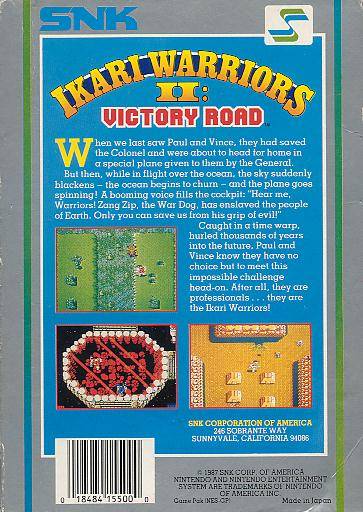 SNK
S
IKARI WARRIORS
II:
VICTORY ROAD™
When we last saw Paul and Vince, they had saved
the Colonel and were about to head for home in
a special plane given to them by the General.
But then, while in flight over the ocean, the sky suddenly
blackens – the ocean begins to churn – and the plane goes
spinning! A booming voice fills the cockpit: "Hear me,
Warriors! Zang Zip, the War Dog, has enslaved the people
of Earth. Only you can save us from his grip of evil!"
Caught in a time warp,
hurled thousands of years
into the future, Paul and
Vince know they have no
choice but to meet this
impossible challenge
head-on. After all, they are
professionals . . . they are
the Ikari Warriors!
SNK CORPORATION OF AMERICA
246 SOBRANTE WAY
SUNNYVALE, CALIFORNIA 94086
0 18484 15500 0
© 1987 SNK CORP. OF AMERICA
NINTENDO AND NINTENDO ENTERTAINMENT
SYSTEM ARE TRADEMARKS OF NINTENDO
OF AMERICA INC.
Game Pak (NES-GP) Made in Japan